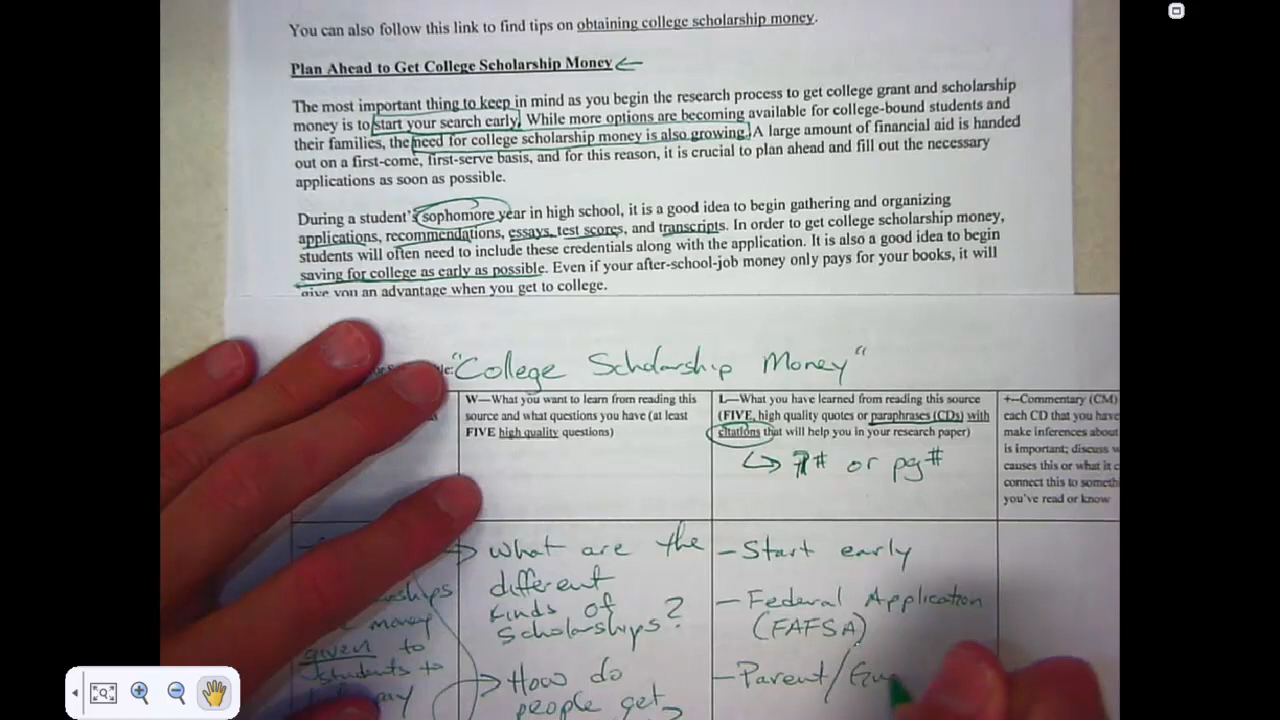 You can also follow this link to find tips on obtaining college scholarship money.
Plan Ahead to Get College Scholarship Money
The most important thing to keep in mind as you begin the research process to get college grant and scholarship
money is to start your search early. While more options are becoming available for college-bound students and
their families, the need for college scholarship money is also growing. A large amount of financial aid is handed
out on a first-come, first-serve basis, and for this reason, it is crucial to plan ahead and fill out the necessary
applications as soon as possible.
During a student's sophomore year in high school, it is a good idea to begin gathering and organizing
applications, recommendations, essays, test scores, and transcripts. In order to get college scholarship money,
students will often need to include these credentials along with the application. It is also a good idea to begin
saving for college as early as possible. Even if your after-school-job money only pays for your books, it will
give you an advantage when you get to college.
"College Scholarship Money"
W—What you want to learn from reading this
source and what questions you have (at least
FIVE high quality questions)
L—What you have learned from reading this source
(FIVE, high quality quotes or paraphrases (CDs) with
citations that will help you in your research paper)
# or pg#
+—Commentary (CM)
each CD that you have
make inferences about
is important; discuss
causes this or what it
connect this to
you've read or know
money
given to
students to
What are the
different
kinds of
scholarships?
How do
people get
- Start early
- Federal Application
(FAFSA)
- Parent/